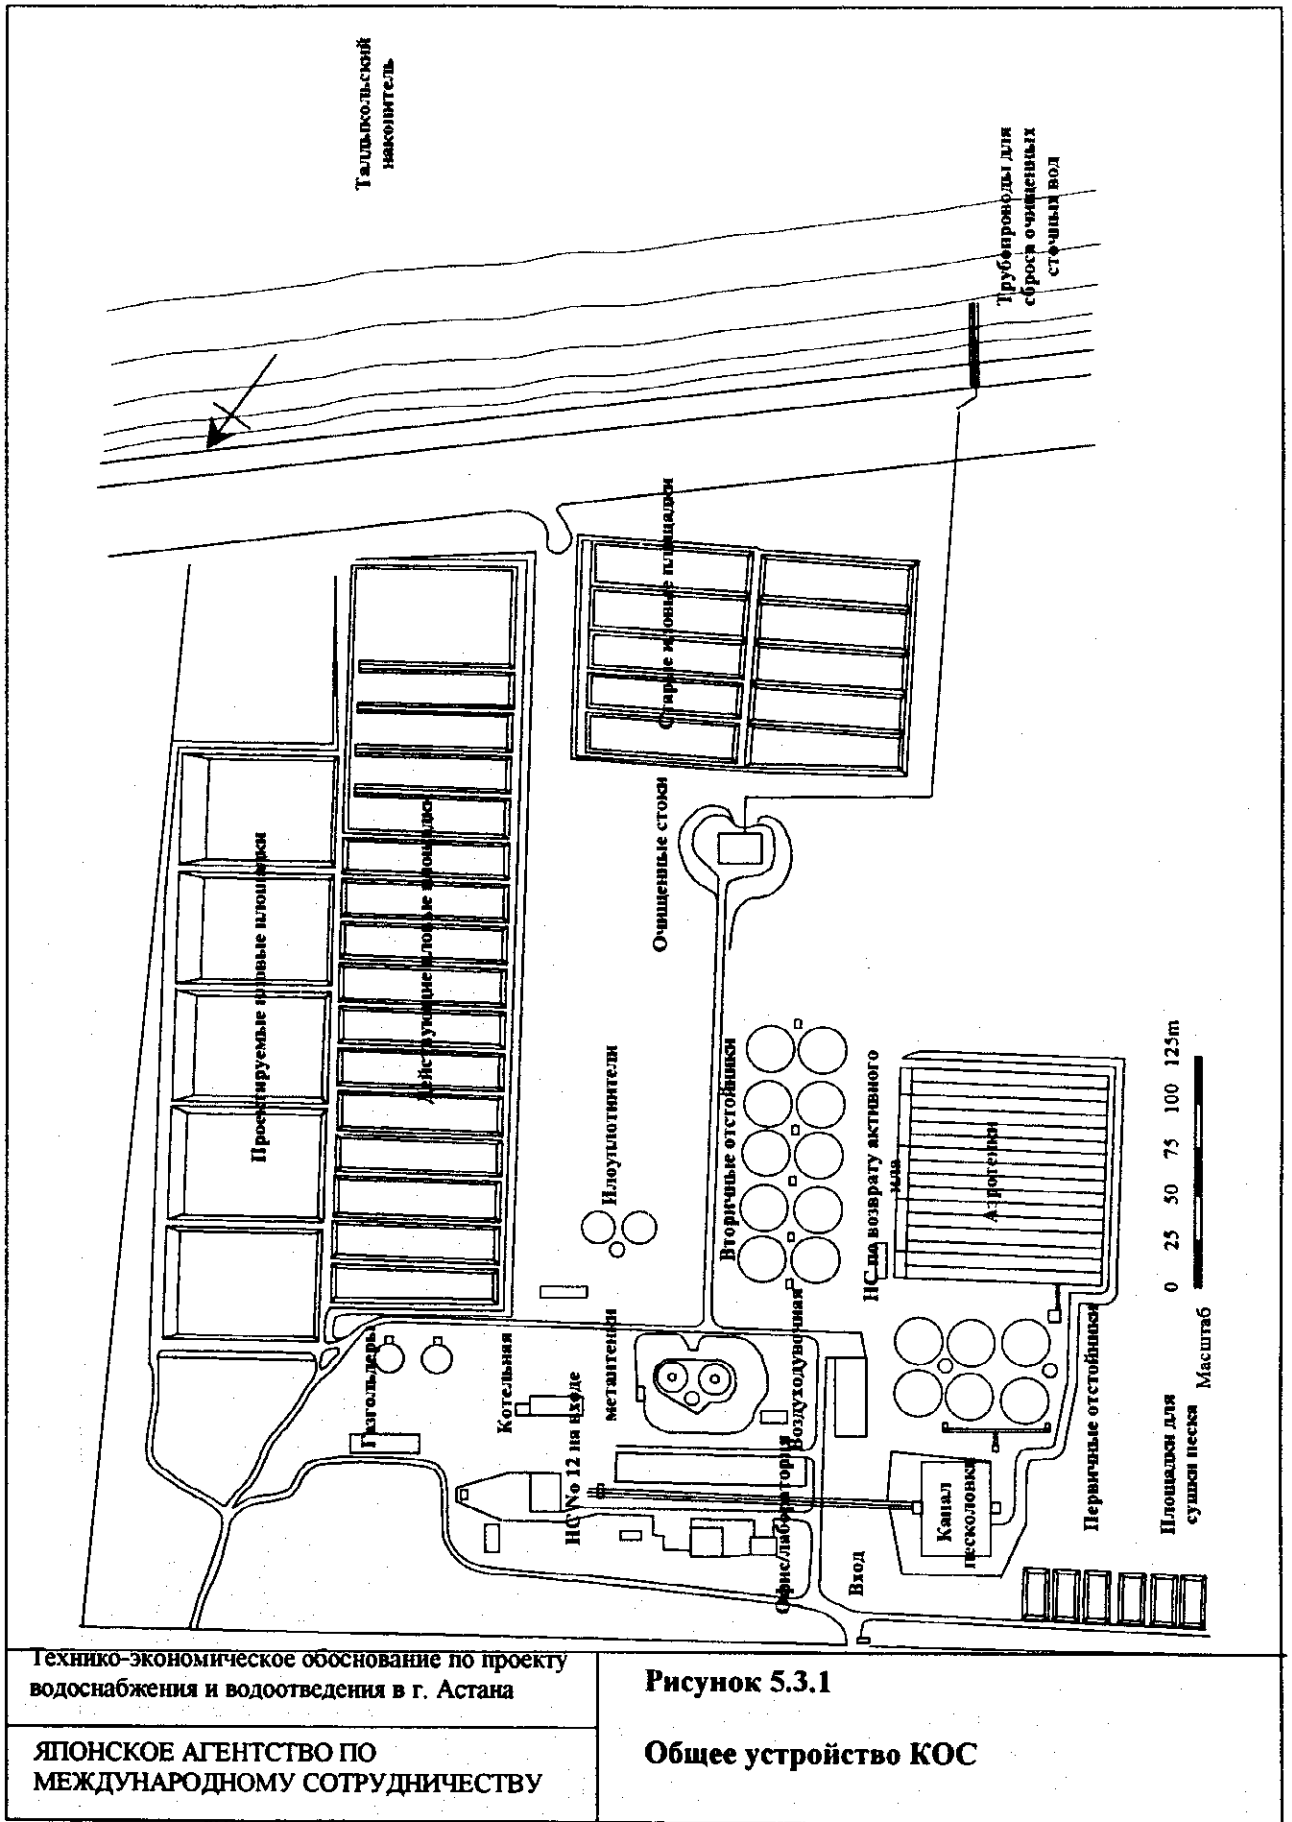 Талдыкольский
накопитель
Трубопроводы для
сброса очищенных
сточных вод
Старые иловые площадки
Проектируемые иловые площадки
Действующие иловые площадки
Очищенные стоки
Илоуплотнители
Вторичные отстойники
НС по возврату активного
ила
Аэротенки
0 25 50 75 100 125m
Масштаб
Газгольдеры
Котельная
метантенки
НС No 12 на входе
Воздуходувочная
Офис/лаборатория
Вход
Канал
песколовки
Первичные отстойники
Площадки для
сушки песка
Технико-экономическое обоснование по проекту
водоснабжения и водоотведения в г. Астана
ЯПОНСКОЕ АГЕНТСТВО ПО
МЕЖДУНАРОДНОМУ СОТРУДНИЧЕСТВУ
Рисунок 5.3.1
Общее устройство КОС